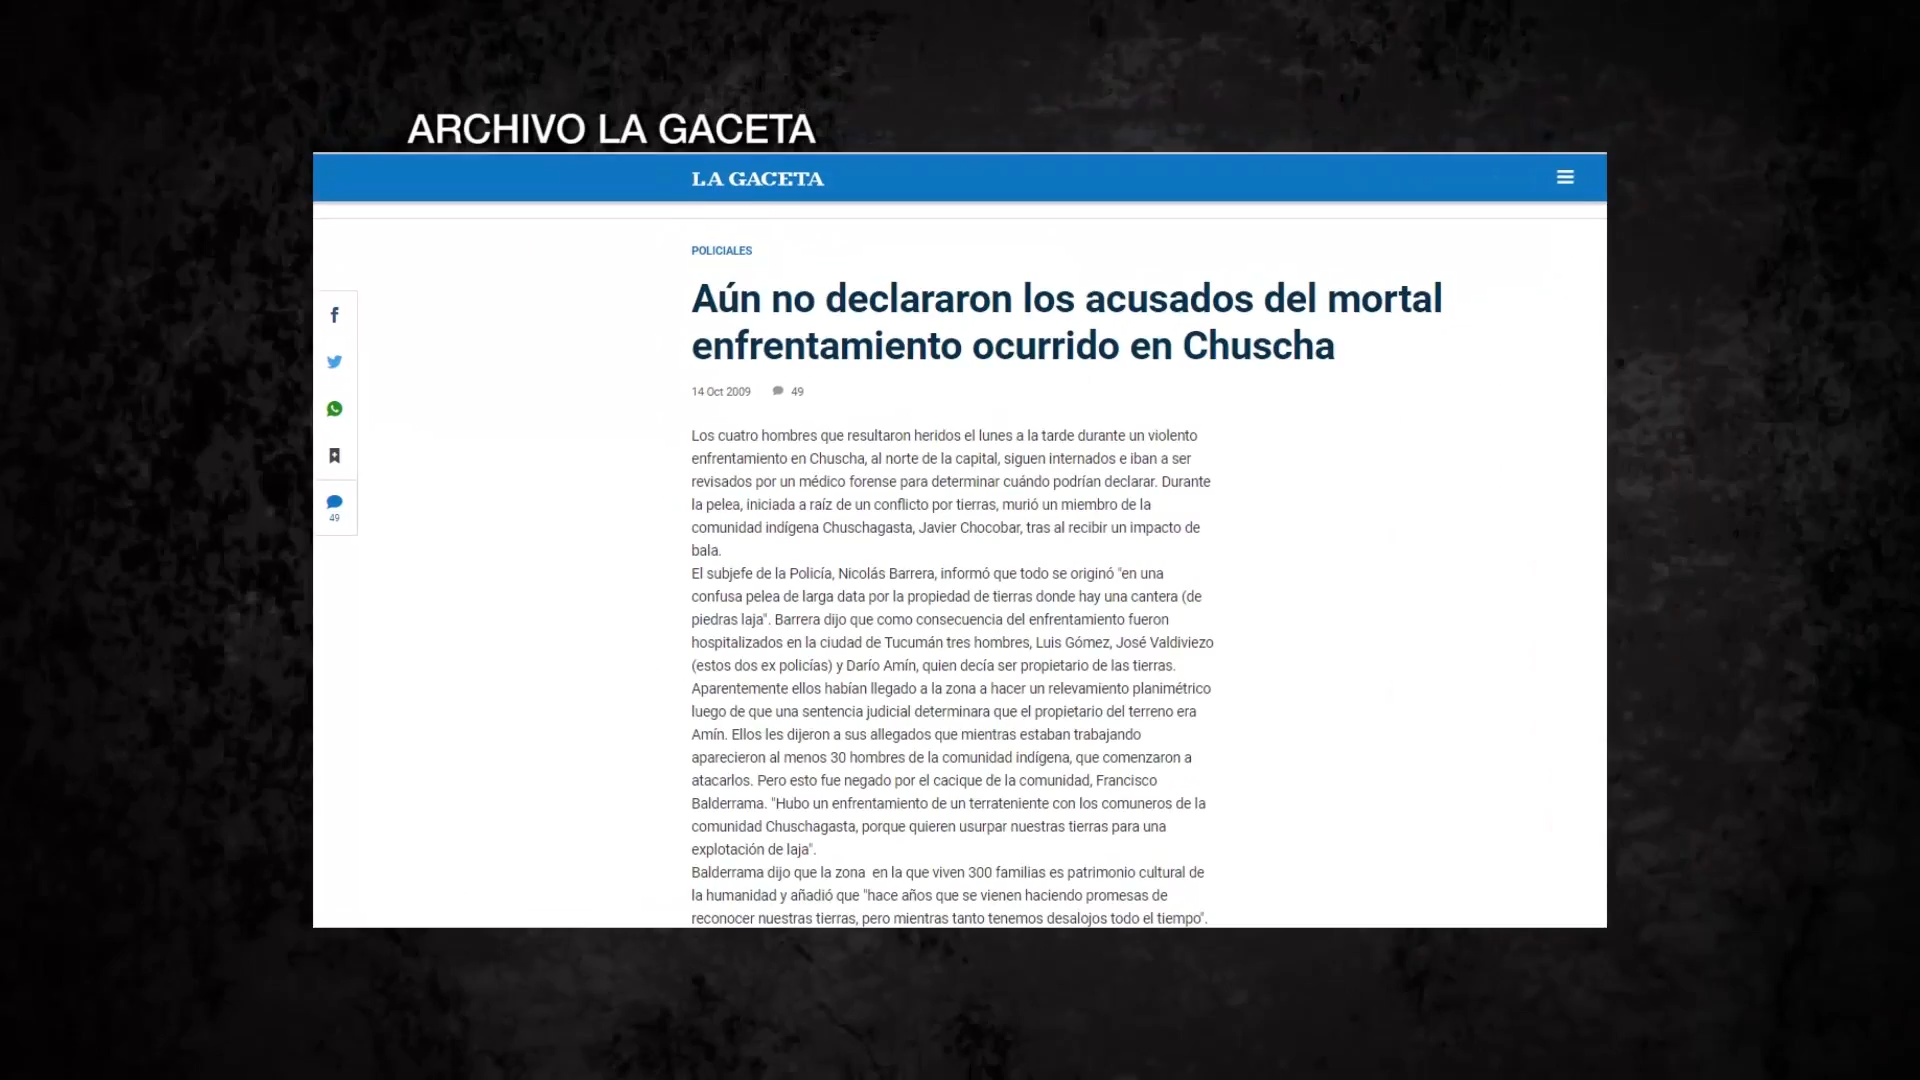 ARCHIVO LA GACETA
LA GACETA
POLICIALES
Aún no declararon los acusados del mortal
enfrentamiento ocurrido en Chuscha
14 Oct 2009 49
Los cuatro hombres que resultaron heridos el lunes a la tarde durante un violento
enfrentamiento en Chuscha, al norte de la capital, siguen internados e iban a ser
revisados por un médico forense para determinar cuándo podrían declarar. Durante
la pelea, iniciada a raíz de un conflicto por tierras, murió un miembro de la
comunidad indígena Chuschagasta, Javier Chocobar, tras al recibir un impacto de
bala.
El subjefe de la Policía, Nicolás Barrera, informó que todo se originó "en una
confusa pelea de larga data por la propiedad de tierras donde hay una cantera (de
piedras laja". Barrera dijo que como consecuencia del enfrentamiento fueron
hospitalizados en la ciudad de Tucumán tres hombres, Luis Gómez, José Valdiviezo
(estos dos ex policías) y Darío Amín, quien decía ser propietario de las tierras.
Aparentemente ellos habían llegado a la zona a hacer un relevamiento planimétrico
luego de que una sentencia judicial determinara que el propietario del terreno era
Amín. Ellos les dijeron a sus allegados que mientras estaban trabajando
aparecieron al menos 30 hombres de la comunidad indígena, que comenzaron a
atacarlos. Pero esto fue negado por el cacique de la comunidad, Francisco
Balderrama. "Hubo un enfrentamiento de un terrateniente con los comuneros de la
comunidad Chuschagasta, porque quieren usurpar nuestras tierras para una
explotación de laja".
Balderrama dijo que la zona en la que viven 300 familias es patrimonio cultural de
la humanidad y añadió que "hace años que se vienen haciendo promesas de
reconocer nuestras tierras, pero mientras tanto tenemos desalojos todo el tiempo".
49